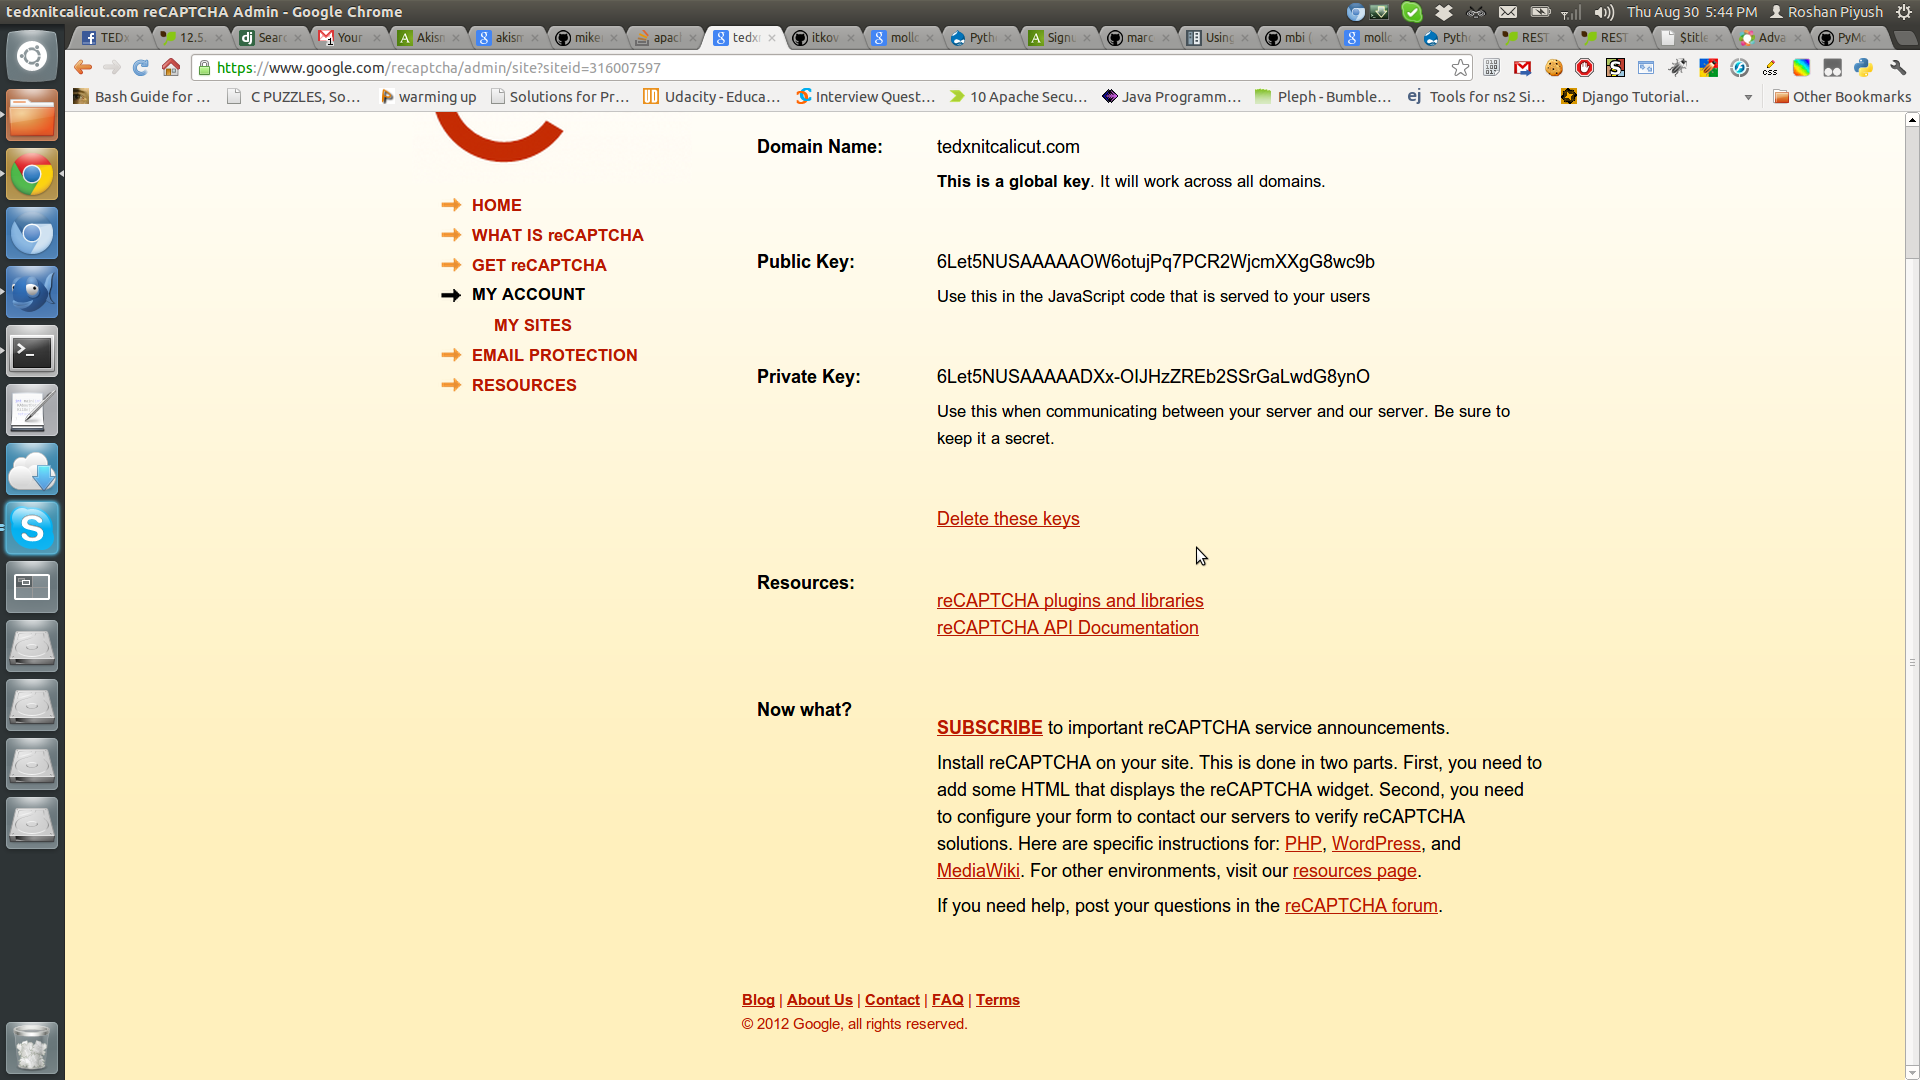 tedxnitcalicut.com reCAPTCHA Admin - Google Chrome
Thu Aug 30 5:44 PM Roshan Piyush
TEDx 12.5. Sear Your Akisn akism mike apac tedxr itkov mollo Pyth Signu marc Using mbi ( mollo Pyth REST REST $title Adva PyMo
https://www.google.com/recaptcha/admin/site?siteid=316007597
Bash Guide for ... C PUZZLES, So... warming up Solutions for Pr... Udacity - Educa... Interview Quest... 10 Apache Secu... Java Programm... Pleph - Bumble... Tools for ns2 Si... Django Tutorial... Other Bookmarks
Domain Name: tedxnitcalicut.com
This is a global key. It will work across all domains.
HOME
WHAT IS reCAPTCHA
GET reCAPTCHA
MY ACCOUNT
MY SITES
EMAIL PROTECTION
RESOURCES
Public Key: 6Let5NUSAAAAAOW6otujPq7PCR2WjcmXXgG8wc9b
Use this in the JavaScript code that is served to your users
Private Key: 6Let5NUSAAAAADXx-OIJHzZREb2SSrGaLwdG8ynO
Use this when communicating between your server and our server. Be sure to
keep it a secret.
Delete these keys
Resources:
reCAPTCHA plugins and libraries
reCAPTCHA API Documentation
Now what?
SUBSCRIBE to important reCAPTCHA service announcements.
Install reCAPTCHA on your site. This is done in two parts. First, you need to
add some HTML that displays the reCAPTCHA widget. Second, you need
to configure your form to contact our servers to verify reCAPTCHA
solutions. Here are specific instructions for: PHP, WordPress, and
MediaWiki. For other environments, visit our resources page.
If you need help, post your questions in the reCAPTCHA forum.
Blog | About Us | Contact | FAQ | Terms
© 2012 Google, all rights reserved.